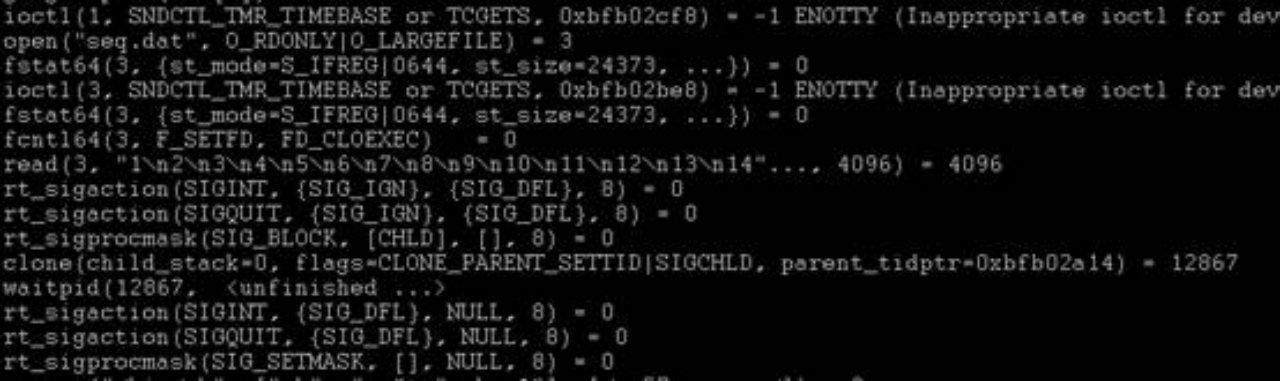 ioctl(1, SNDCTL_TMR_TIMEBASE or TCGETS, 0xbfb02cf8) = -1 ENOTTY (Inappropriate ioctl for dev
open("seq.dat", O_RDONLY|O_LARGEFILE) = 3
fstat64(3, {st_mode=S_IFREG|0644, st_size=24373, ...}) = 0
ioctl(3, SNDCTL_TMR_TIMEBASE or TCGETS, 0xbfb02be8) = -1 ENOTTY (Inappropriate ioctl for dev
fstat64(3, {st_mode=S_IFREG|0644, st_size=24373, ...}) = 0
fcntl64(3, F_SETFD, FD_CLOEXEC)   = 0
read(3, "1\n2\n3\n4\n5\n6\n7\n8\n9\n10\n11\n12\n13\n14"..., 4096) = 4096
rt_sigaction(SIGINT, {SIG_IGN}, {SIG_DFL}, 8) = 0
rt_sigaction(SIGQUIT, {SIG_IGN}, {SIG_DFL}, 8) = 0
rt_sigprocmask(SIG_BLOCK, [CHLD], [], 8) = 0
clone(child_stack=0, flags=CLONE_PARENT_SETTID|SIGCHLD, parent_tidptr=0xbfb02a14) = 12867
waitpid(12867,  <unfinished ...>
rt_sigaction(SIGINT, {SIG_DFL}, NULL, 8) = 0
rt_sigaction(SIGQUIT, {SIG_DFL}, NULL, 8) = 0
rt_sigprocmask(SIG_SETMASK, [], NULL, 8) = 0